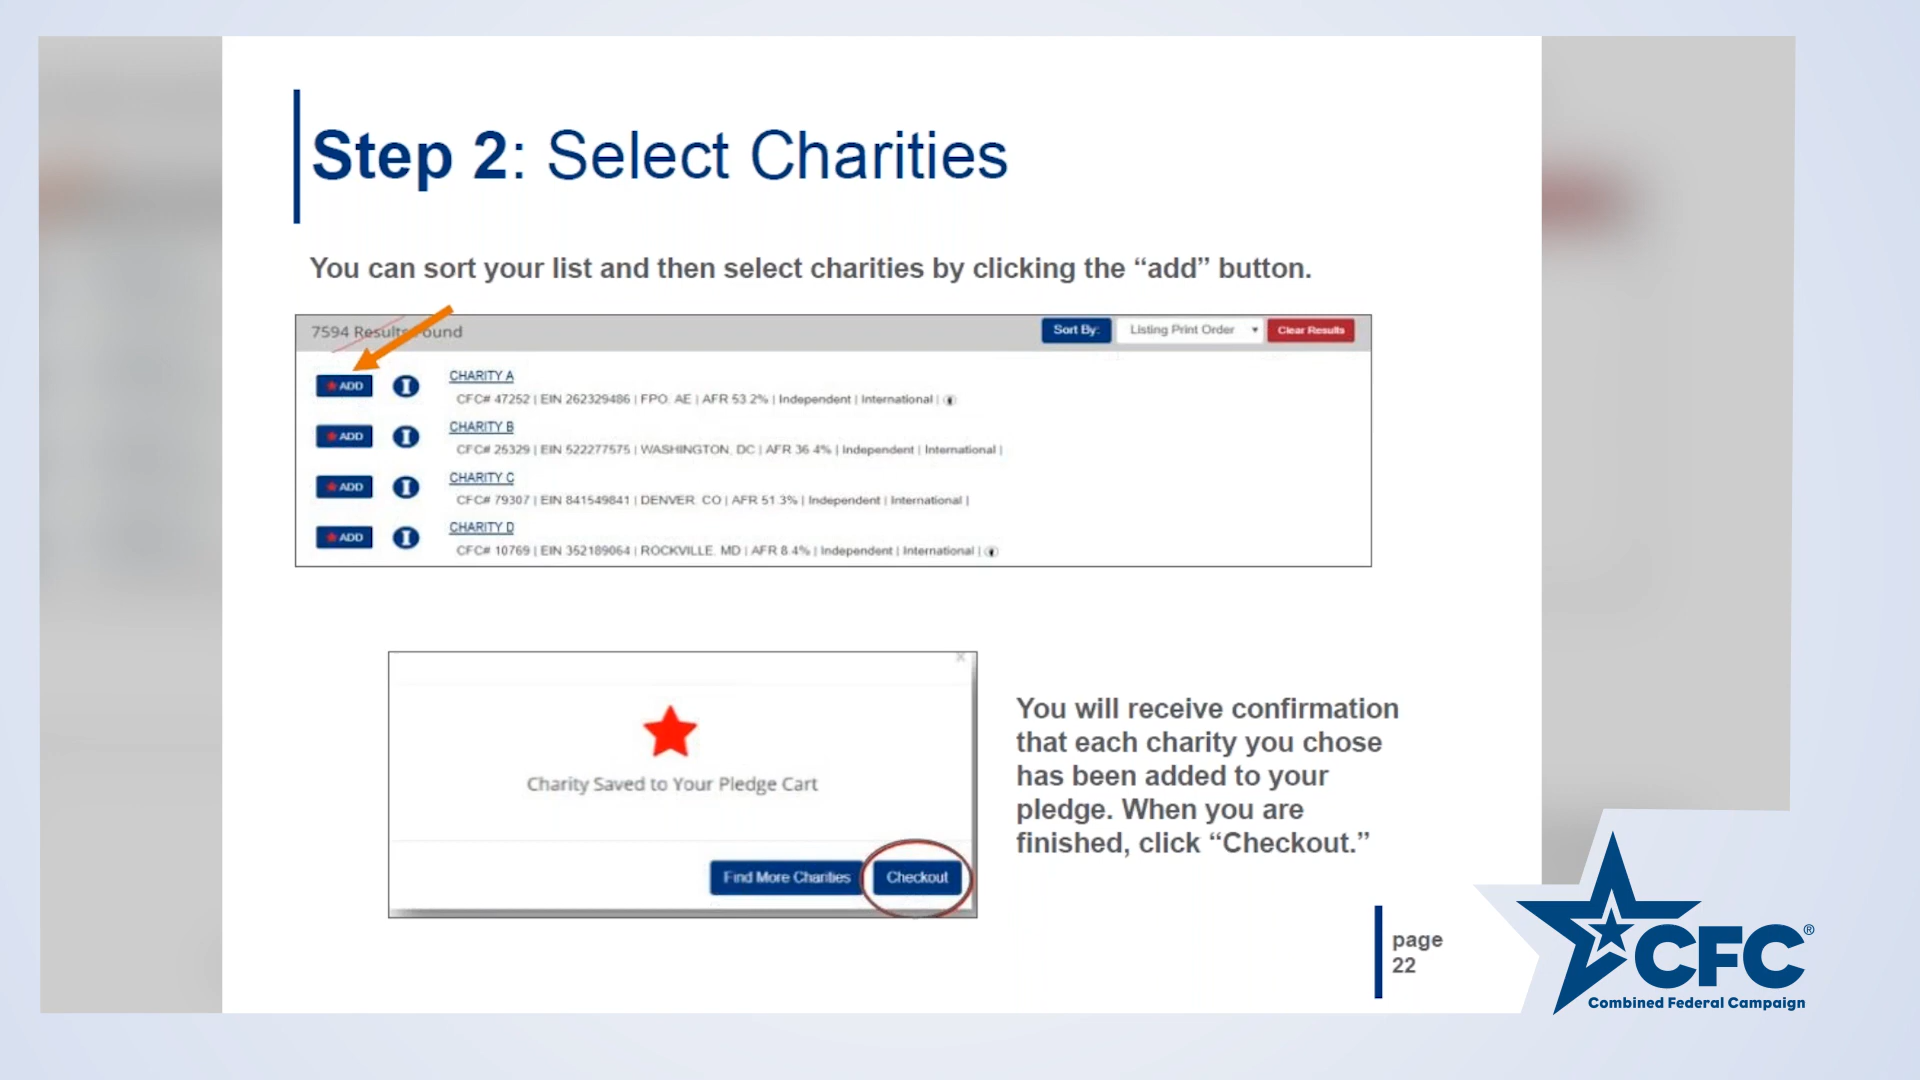 Step 2: Select Charities
You can sort your list and then select charities by clicking the “add” button.
7594 Results Found
Sort By:
Listing Print Order
Clear Results
ADD
CHARITY A
CFC# 47252 | EIN 262329486 | FPO, AE | AFR 53.2% | Independent | International |
ADD
CHARITY B
CFC# 25329 | EIN 522277575 | WASHINGTON, DC | AFR 36.4% | Independent | International |
ADD
CHARITY C
CFC# 79307 | EIN 841549841 | DENVER, CO | AFR 51.3% | Independent | International |
ADD
CHARITY D
CFC# 10769 | EIN 352189064 | ROCKVILLE, MD | AFR 8.4% | Independent | International |
Charity Saved to Your Pledge Cart
Find More Charities
Checkout
You will receive confirmation
that each charity you chose
has been added to your
pledge. When you are
finished, click “Checkout.”
page
22
CFC®
Combined Federal Campaign